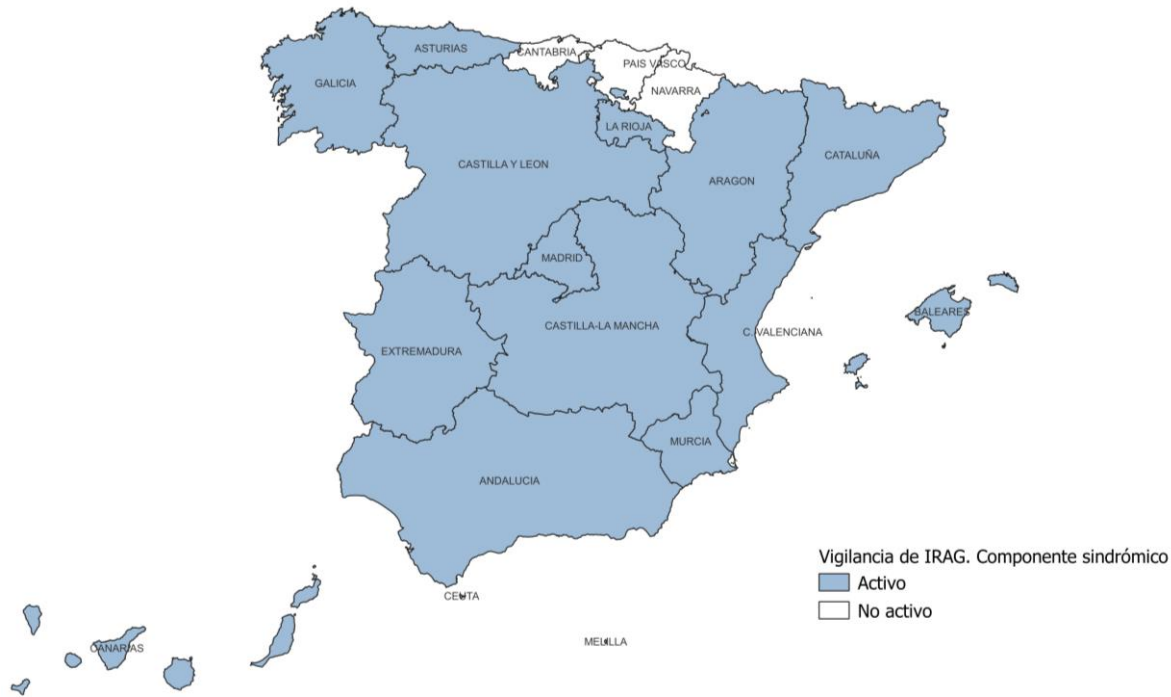 ASTURIAS
CANTABRIA
PAIS VASCO
GALICIA
NAVARRA
LA RIOJA
CATALUÑA
CASTILLA Y LEON
ARAGON
MADRID
BALEARES
CASTILLA-LA MANCHA
C. VALENCIANA
EXTREMADURA
MURCIA
ANDALUCIA
Vigilancia de IRAG. Componente sindrómico
Activo
No activo
CEUTA
MELILLA
CANARIAS